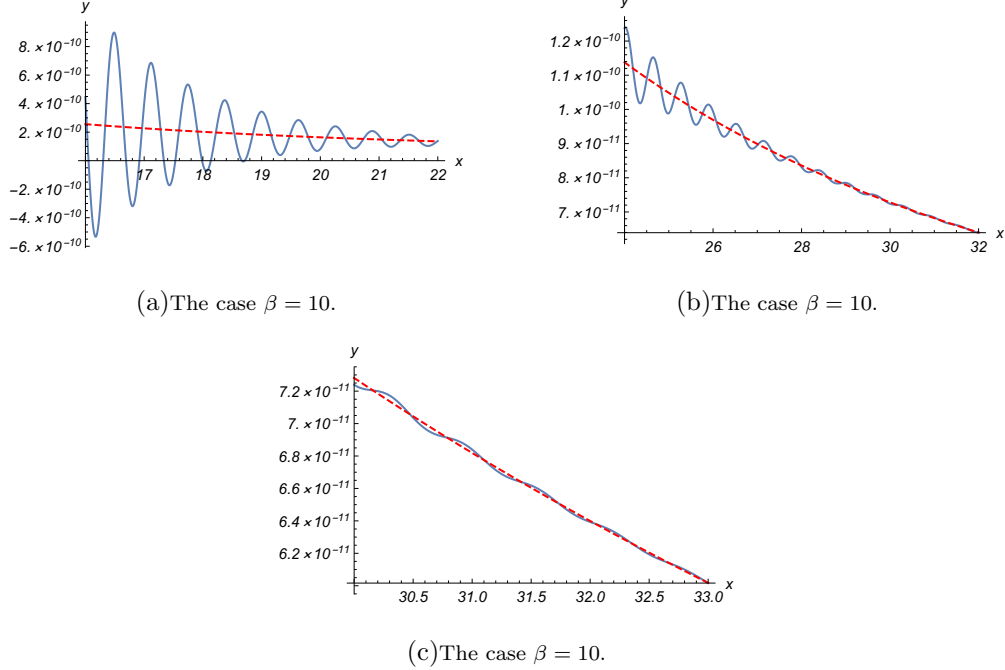 y
8.×10^-10
6.×10^-10
4.×10^-10
2.×10^-10
-2.×10^-10
-4.×10^-10
-6.×10^-10
17 18 19 20 21 22
x
(a)The case β = 10.
y
1.2×10^-10
1.1×10^-10
1.×10^-10
9.×10^-11
8.×10^-11
7.×10^-11
26 28 30 32
x
(b)The case β = 10.
y
7.2×10^-11
7.×10^-11
6.8×10^-11
6.6×10^-11
6.4×10^-11
6.2×10^-11
30.5 31.0 31.5 32.0 32.5 33.0
x
(c)The case β = 10.